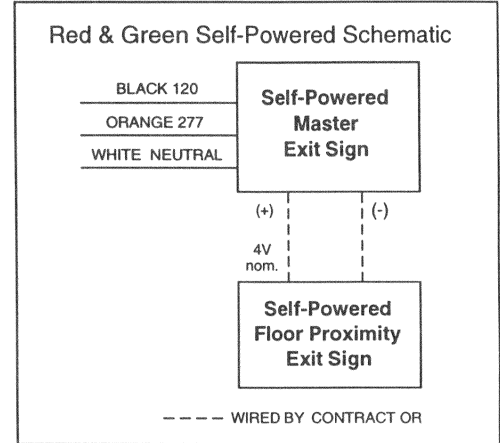 Red & Green Self-Powered Schematic
BLACK 120
ORANGE 277
WHITE NEUTRAL
Self-Powered
Master
Exit Sign
(+)
(-)
4V
nom.
Self-Powered
Floor Proximity
Exit Sign
---- WIRED BY CONTRACT OR